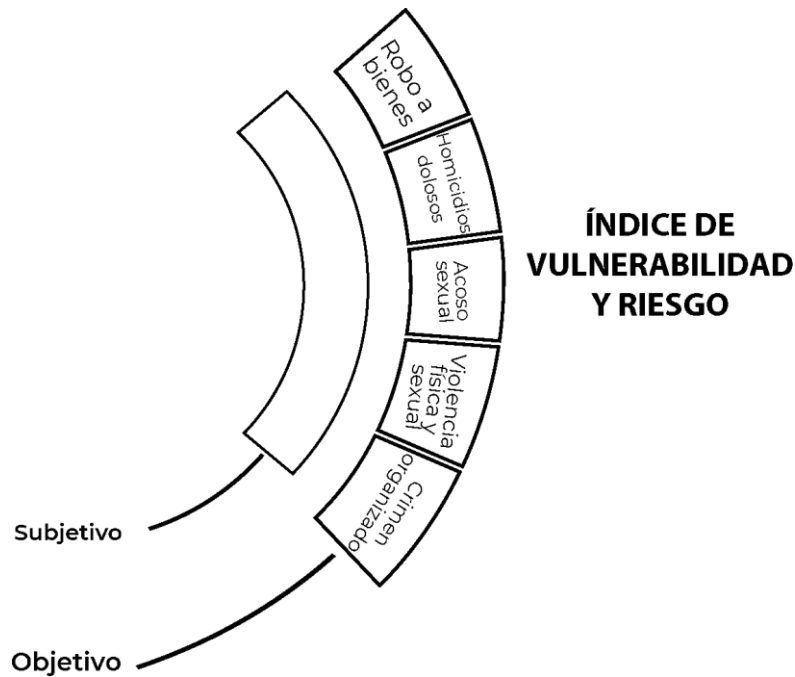 Robo a
bienes
Homicidios
dolosos
Acoso
sexual
Violencia
física y
sexual
Crimen
organizado
ÍNDICE DE
VULNERABILIDAD
Y RIESGO
Subjetivo
Objetivo